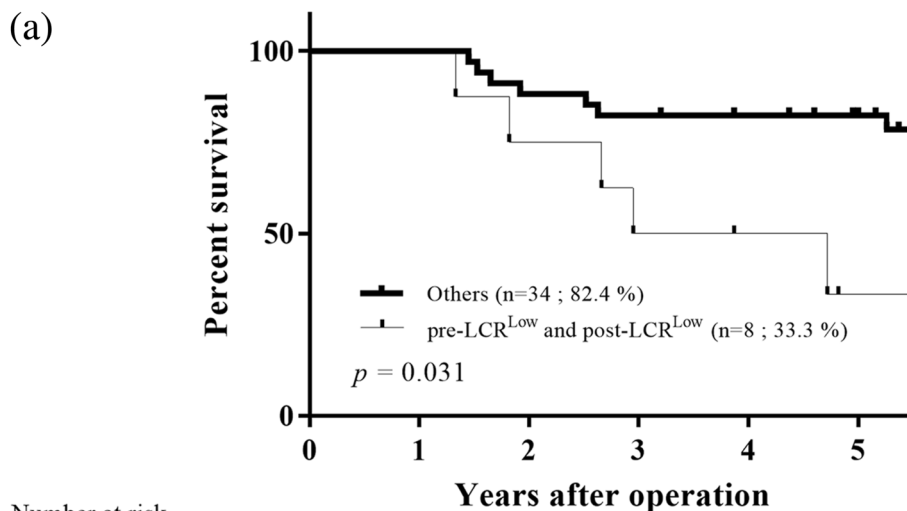 (a)
100
50
0
Percent survival
Others (n=34 ; 82.4 %)
pre-LCR^Low and post-LCR^Low (n=8 ; 33.3 %)
p = 0.031
0 1 2 3 4 5
Years after operation
Number at risk